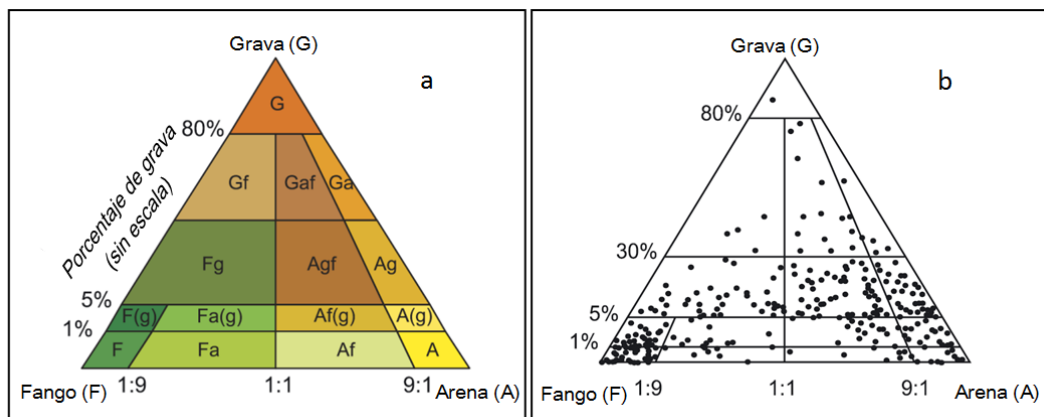 Grava (G)
a
G
80%
Porcentaje de grava
(sin escala)
Gf
Gaf
Ga
Fg
Agf
Ag
5%
F(g)
Fa(g)
Af(g)
A(g)
1%
F
Fa
Af
A
Fango (F)
1:9
1:1
9:1
Arena (A)
Grava (G)
b
80%
30%
5%
1%
Fango (F)
1:9
1:1
9:1
Arena (A)